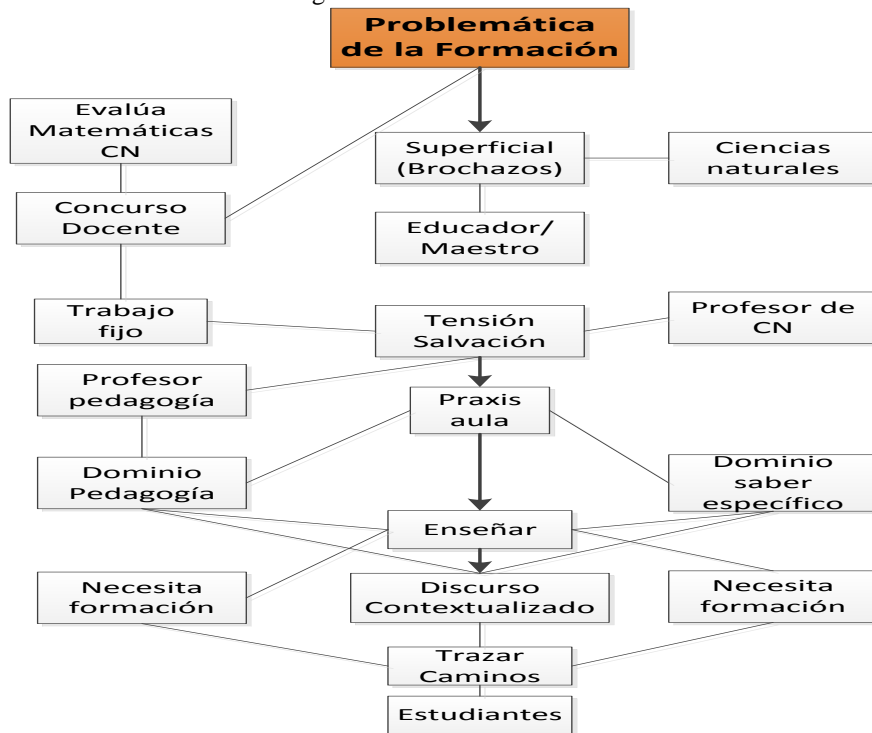 Problemática
de la Formación
Evalúa
Matemáticas
CN
Superficial
(Brochazos)
Ciencias
naturales
Concurso
Docente
Educador/
Maestro
Trabajo
fijo
Tensión
Salvación
Profesor de
CN
Profesor
pedagogía
Praxis
aula
Dominio
Pedagogía
Dominio
saber
específico
Enseñar
Necesita
formación
Discurso
Contextualizado
Necesita
formación
Trazar
Caminos
Estudiantes